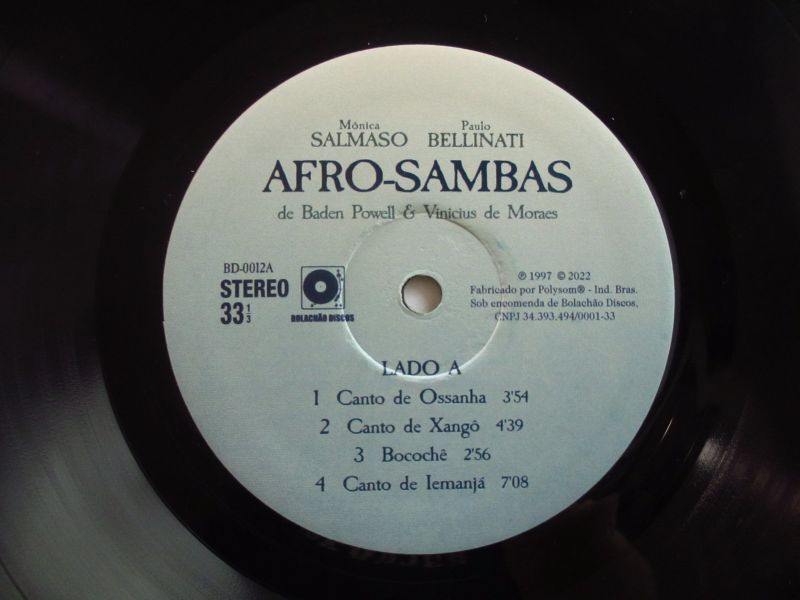 Mônica Paulo
SALMASO BELLINATI
AFRO-SAMBAS
de Baden Powell & Vinicius de Moraes
BD-0012A
STEREO
33 1/3
BOLACHÃO DISCOS
℗ 1997 © 2022
Fabricado por Polysom® - Ind. Bras.
Sob encomenda de Bolachão Discos,
CNPJ 34.393.494/0001-33
LADO A
1 Canto de Ossanha 3'54
2 Canto de Xangô 4'39
3 Bocochê 2'56
4 Canto de Iemanjá 7'08